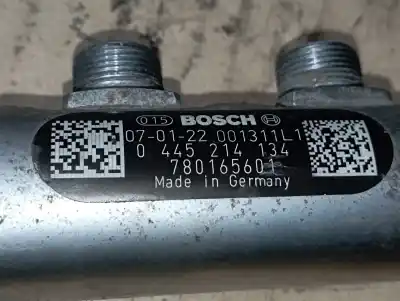 015 BOSCH
07-01-22 001311L1
0 445 214 134
780165601
Made in Germany